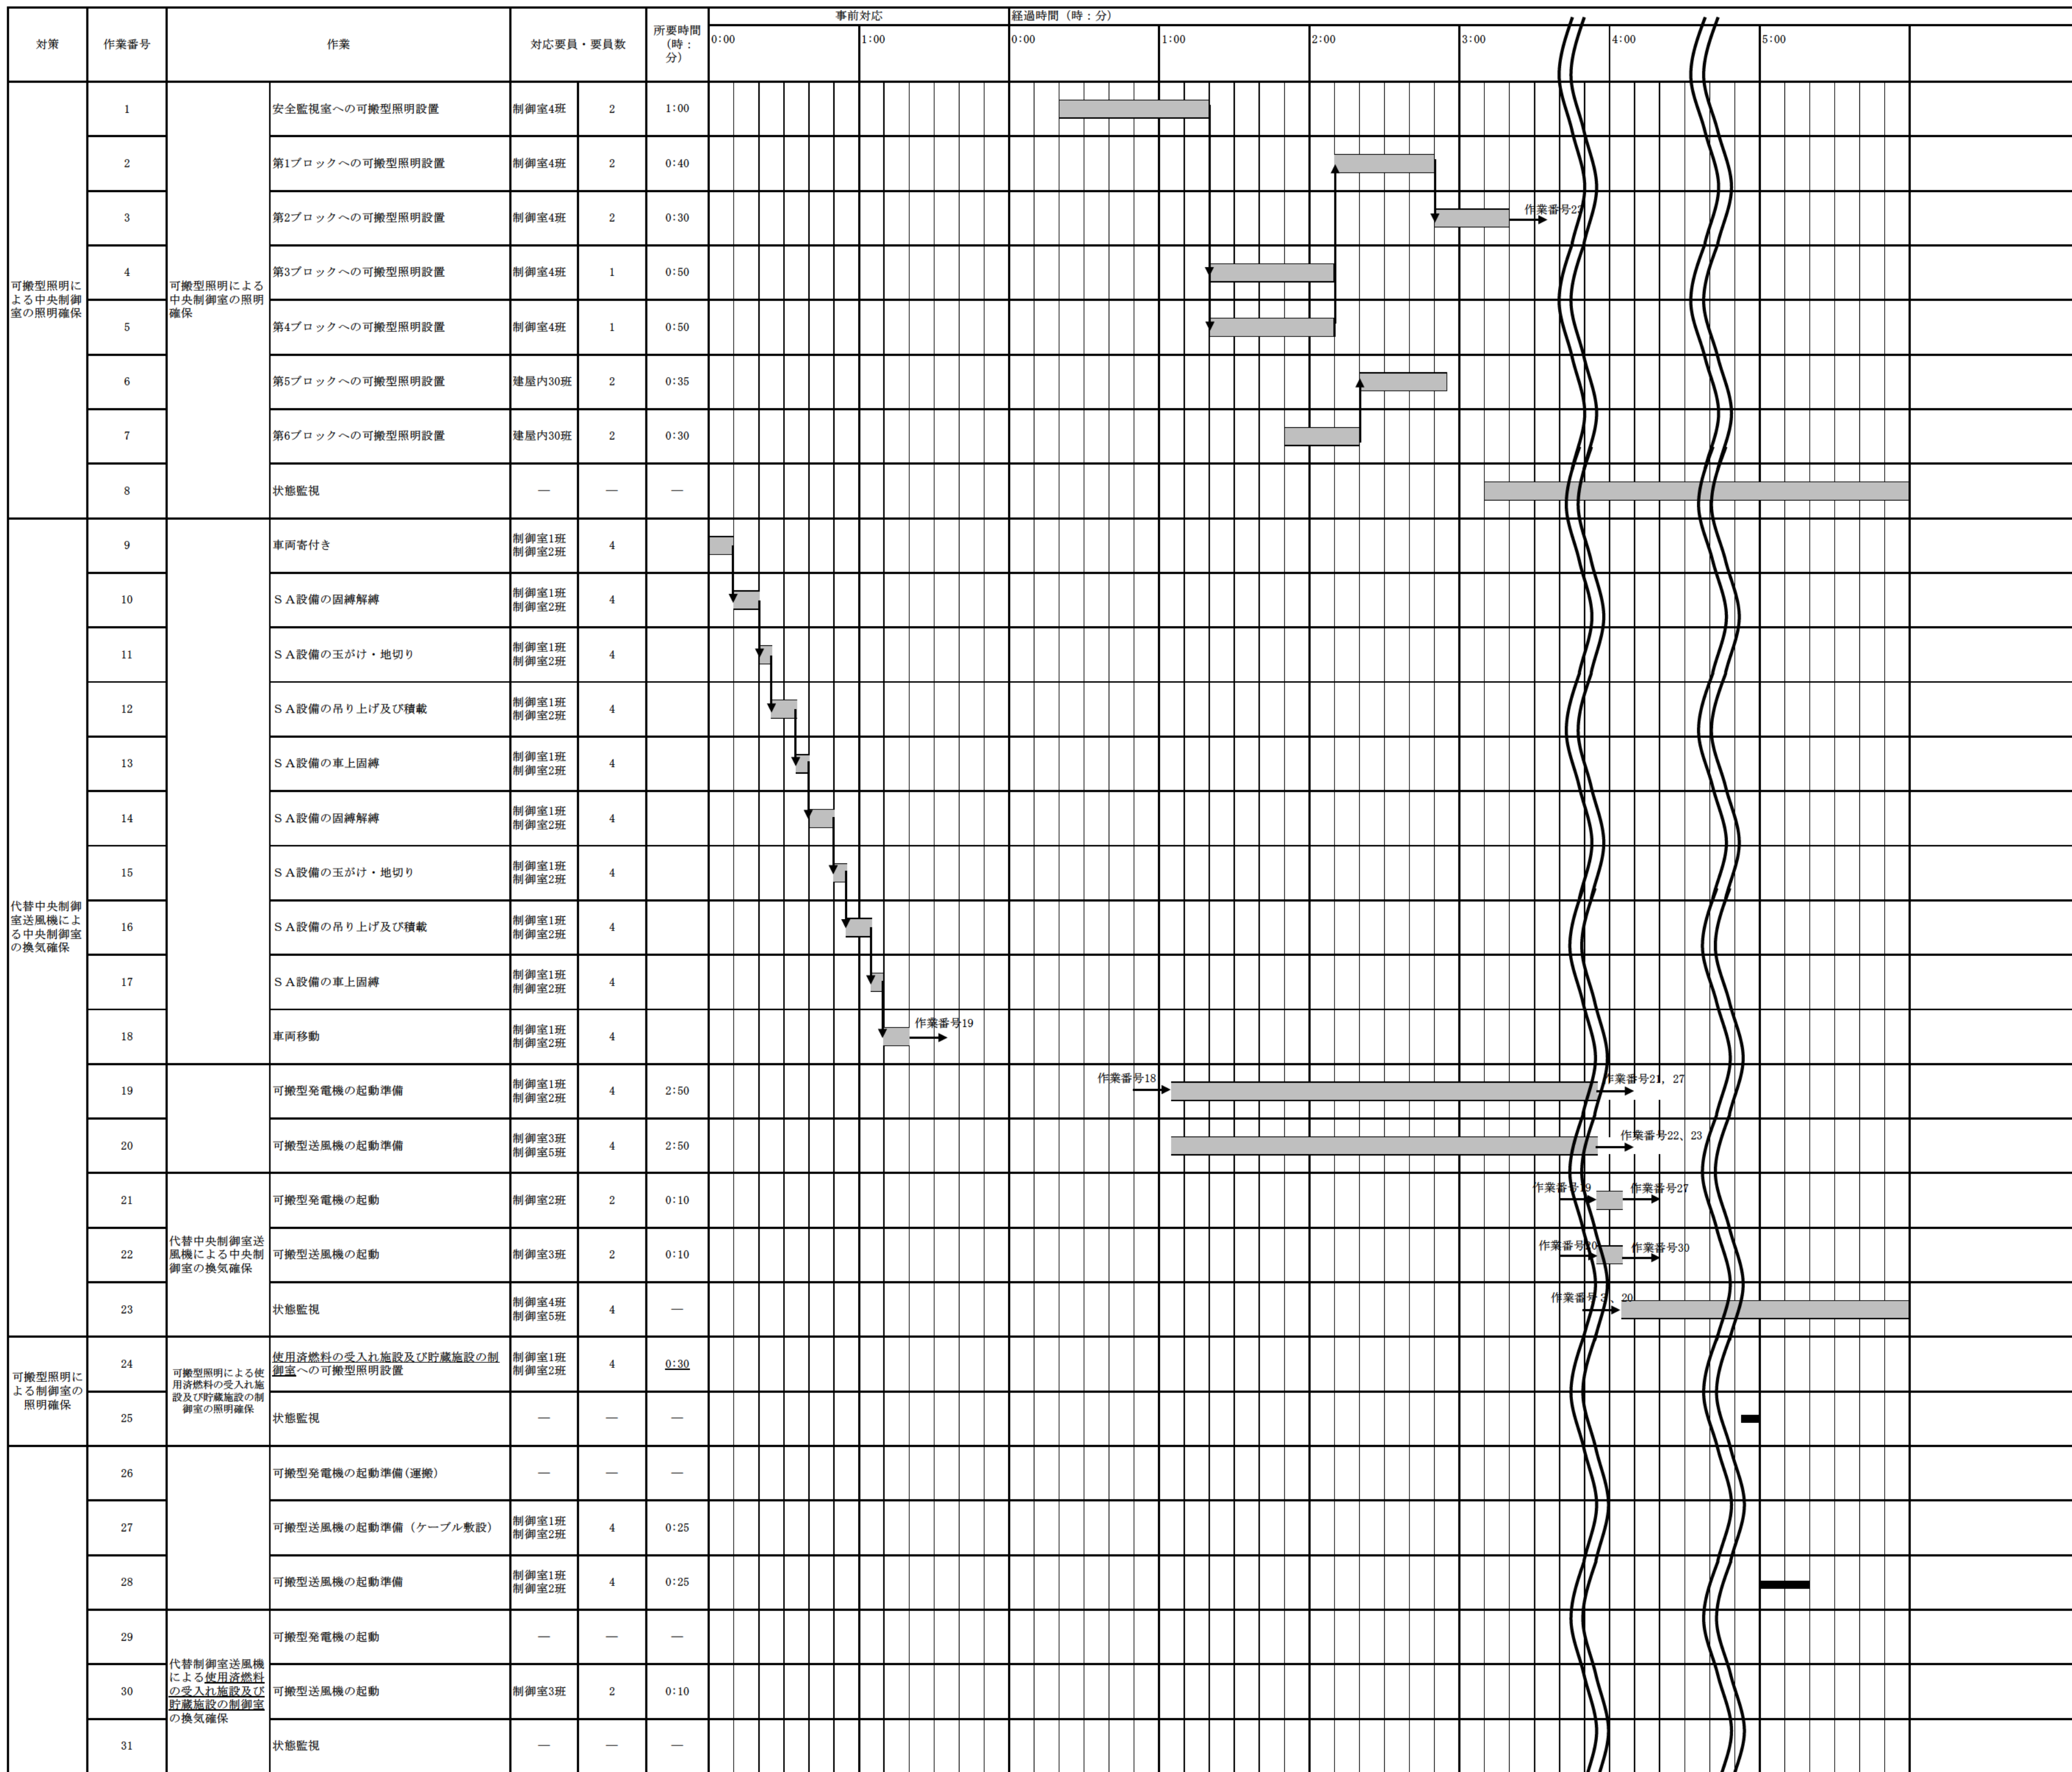 対策
作業番号
作業
対応要員・要員数
所要時間
(時:
分)
事前対応
経過時間(時:分)
0:00
1:00
0:00
1:00
2:00
3:00
4:00
5:00
可搬型照明に
よる中央制御
室の照明確保
可搬型照明による
中央制御室の照明
確保
1 安全監視室への可搬型照明設置 制御室4班 2 1:00
2 第1ブロックへの可搬型照明設置 制御室4班 2 0:40
3 第2ブロックへの可搬型照明設置 制御室4班 2 0:30
作業番号23
4 第3ブロックへの可搬型照明設置 制御室4班 1 0:50
5 第4ブロックへの可搬型照明設置 制御室4班 1 0:50
6 第5ブロックへの可搬型照明設置 建屋内30班 2 0:35
7 第6ブロックへの可搬型照明設置 建屋内30班 2 0:30
8 状態監視 ― ― ―
代替中央制御
室送風機によ
る中央制御室
の換気確保
9 車両寄付き 制御室1班
制御室2班 4
10 SA設備の固縛解縛 制御室1班
制御室2班 4
11 SA設備の玉がけ・地切り 制御室1班
制御室2班 4
12 SA設備の吊り上げ及び積載 制御室1班
制御室2班 4
13 SA設備の車上固縛 制御室1班
制御室2班 4
14 SA設備の固縛解縛 制御室1班
制御室2班 4
15 SA設備の玉がけ・地切り 制御室1班
制御室2班 4
16 SA設備の吊り上げ及び積載 制御室1班
制御室2班 4
17 SA設備の車上固縛 制御室1班
制御室2班 4
18 車両移動 制御室1班
制御室2班 4
作業番号19
19 可搬型発電機の起動準備 制御室1班
制御室2班 4 2:50
作業番号18
作業番号21, 27
20 可搬型送風機の起動準備 制御室3班
制御室5班 4 2:50
作業番号22、23
代替中央制御室送
風機による中央制
御室の換気確保
21 可搬型発電機の起動 制御室2班 2 0:10
作業番号19
作業番号27
22 可搬型送風機の起動 制御室3班 2 0:10
作業番号20
作業番号30
23 状態監視 制御室4班
制御室5班 4 ―
作業番号3、20
可搬型照明に
よる制御室の
照明確保
可搬型照明による使
用済燃料の受入れ施
設及び貯蔵施設の制
御室の照明確保
24 使用済燃料の受入れ施設及び貯蔵施設の制
御室への可搬型照明設置 制御室1班
制御室2班 4 0:30
25 状態監視 ― ― ―
26 可搬型発電機の起動準備(運搬) ― ― ―
27 可搬型送風機の起動準備(ケーブル敷設) 制御室1班
制御室2班 4 0:25
28 可搬型送風機の起動準備 制御室1班
制御室2班 4 0:25
代替制御室送風機
による使用済燃料
の受入れ施設及び
貯蔵施設の制御室
の換気確保
29 可搬型発電機の起動 ― ― ―
30 可搬型送風機の起動 制御室3班 2 0:10
31 状態監視 ― ― ―